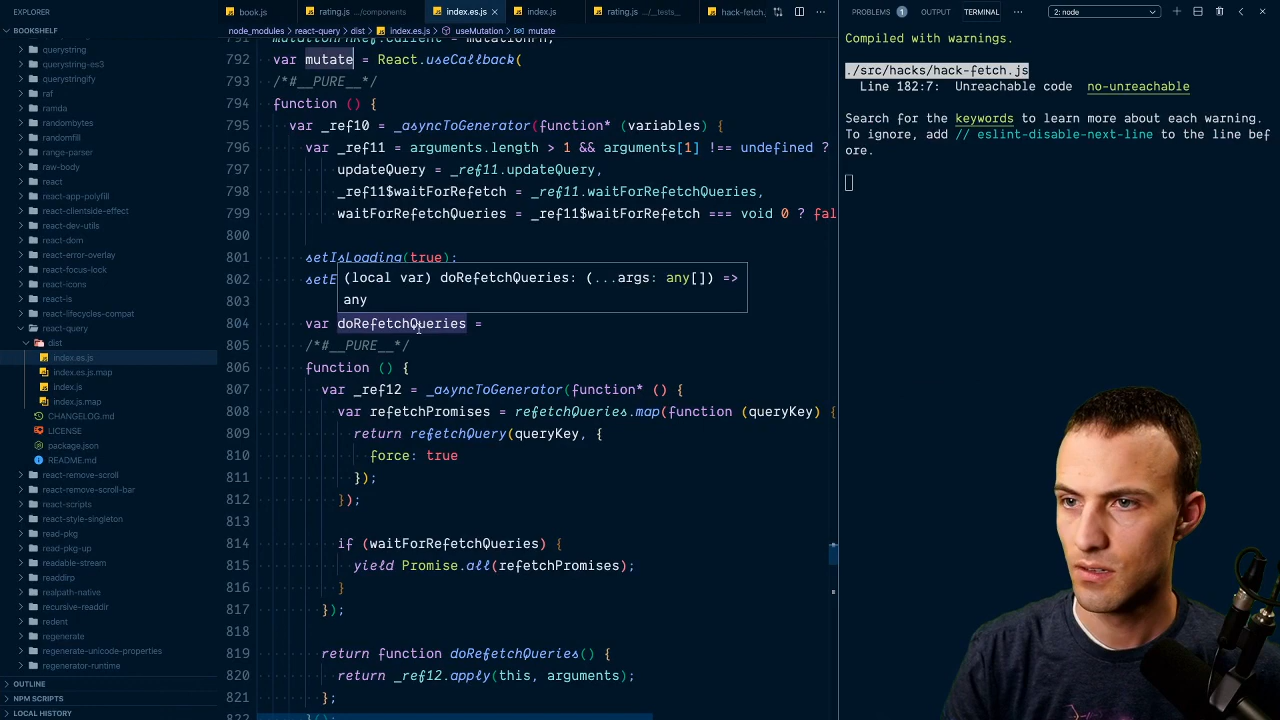 EXPLORER
BOOKSHELF
querystring
querystring-es3
querystringify
raf
ramda
randombytes
randomfill
range-parser
raw-body
react
react-app-polyfill
react-clientside-effect
react-dev-utils
react-dom
react-error-overlay
react-focus-lock
react-icons
react-is
react-lifecycles-compat
react-query
dist
index.es.js
index.es.js.map
index.js
index.js.map
CHANGELOG.md
LICENSE
package.json
README.md
react-remove-scroll
react-remove-scroll-bar
react-scripts
react-style-singleton
read-pkg
read-pkg-up
readable-stream
readdirp
realpath-native
recursive-readdir
redent
regenerate
regenerate-unicode-properties
regenerator-runtime
OUTLINE
NPM SCRIPTS
LOCAL HISTORY
book.js rating.js .../components index.es.js index.js rating.js .../__tests__ hack-fetch.
node_modules > react-query > dist > index.es.js > useMutation > mutate
791 mutationFnRef.current = mutationFn;
792 var mutate = React.useCallback(
793 /*#__PURE__*/
794 function () {
795 var _ref10 = _asyncToGenerator(function* (variables) {
796 var _ref11 = arguments.length > 1 && arguments[1] !== undefined ?
797 updateQuery = _ref11.updateQuery,
798 _ref11$waitForRefetch = _ref11.waitForRefetchQueries,
799 waitForRefetchQueries = _ref11$waitForRefetch === void 0 ? fal
800
801 setIsLoading(true);
802 setE
(local var) doRefetchQueries: (...args: any[]) =>
any
803
804 var doRefetchQueries =
805 /*#__PURE__*/
806 function () {
807 var _ref12 = _asyncToGenerator(function* () {
808 var refetchPromises = refetchQueries.map(function (queryKey) {
809 return refetchQuery(queryKey, {
810 force: true
811 });
812 });
813
814 if (waitForRefetchQueries) {
815 yield Promise.all(refetchPromises);
816 }
817 });
818
819 return function doRefetchQueries() {
820 return _ref12.apply(this, arguments);
821 };
822 }();
PROBLEMS 1 OUTPUT TERMINAL ... 2: node
Compiled with warnings.
./src/hacks/hack-fetch.js
Line 182:7: Unreachable code no-unreachable
Search for the keywords to learn more about each warning.
To ignore, add // eslint-disable-next-line to the line bef
ore.